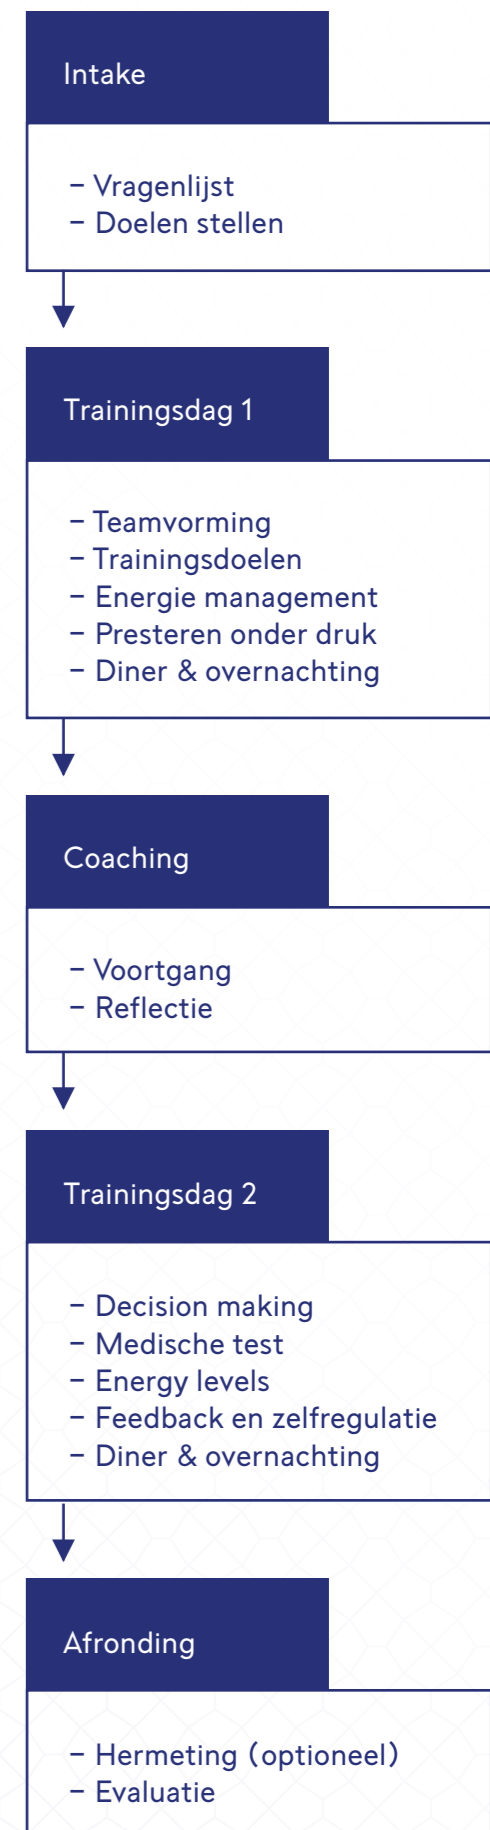 Intake
– Vragenlijst
– Doelen stellen
Trainingsdag 1
– Teamvorming
– Trainingsdoelen
– Energie management
– Presteren onder druk
– Diner & overnachting
Coaching
– Voortgang
– Reflectie
Trainingsdag 2
– Decision making
– Medische test
– Energy levels
– Feedback en zelfregulatie
– Diner & overnachting
Afronding
– Hermeting (optioneel)
– Evaluatie